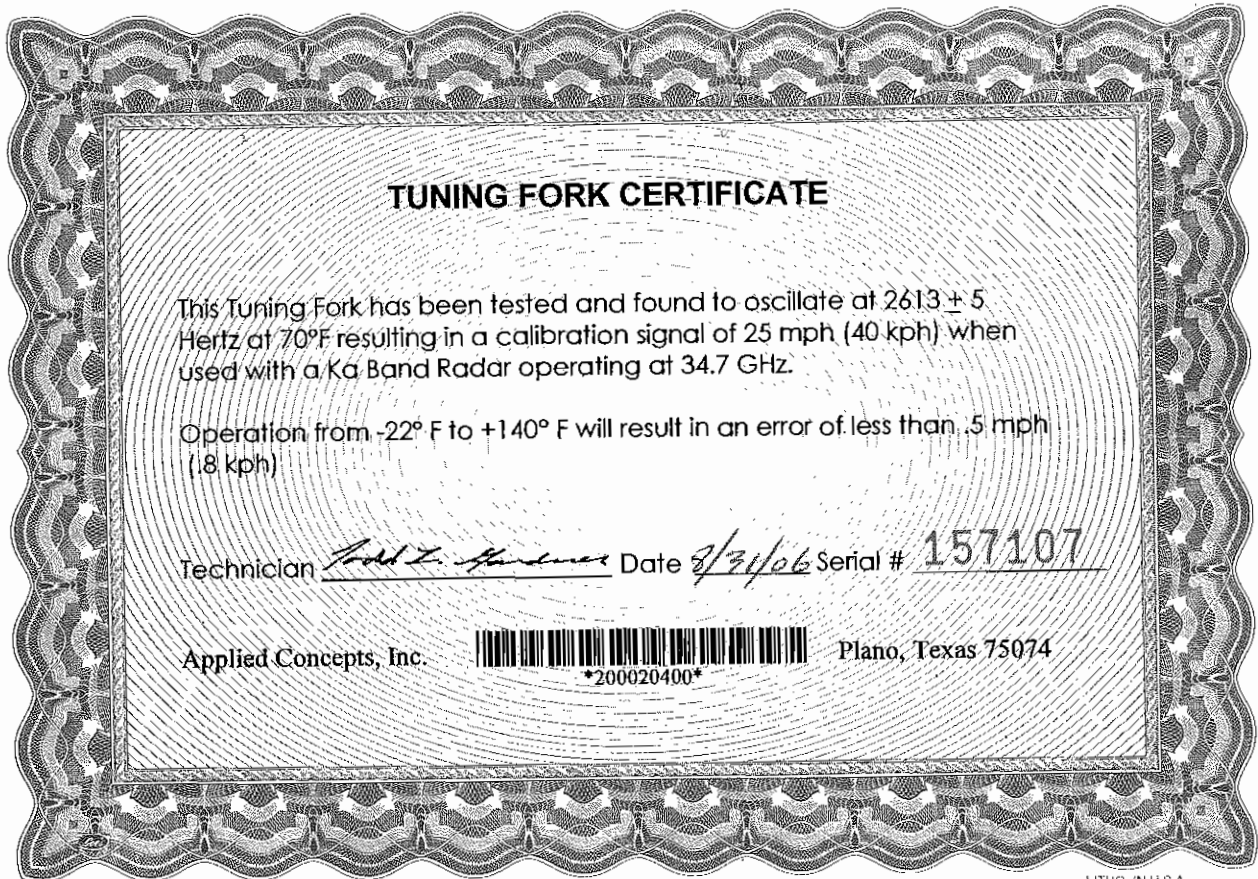 TUNING FORK CERTIFICATE
This Tuning Fork has been tested and found to oscillate at 2613 ± 5
Hertz at 70°F resulting in a calibration signal of 25 mph (40 kph) when
used with a Ka Band Radar operating at 34.7 GHz.
Operation from -22° F to +140° F will result in an error of less than .5 mph
(.8 kph)
Technician Todd L. Gardner Date 8/31/06 Serial # 157107
Applied Concepts, Inc. *200020400* Plano, Texas 75074